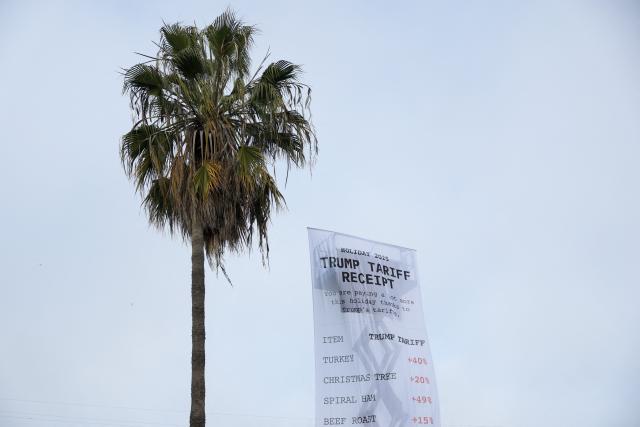 HOLIDAY 2025
TRUMP TARIFF
RECEIPT
You are paying a lot more
this holiday thanks to
Trump's tariffs.
ITEM TRUMP TARIFF
TURKEY +40%
CHRISTMAS TREE +20%
SPIRAL HAM +49%
BEEF ROAST +15%